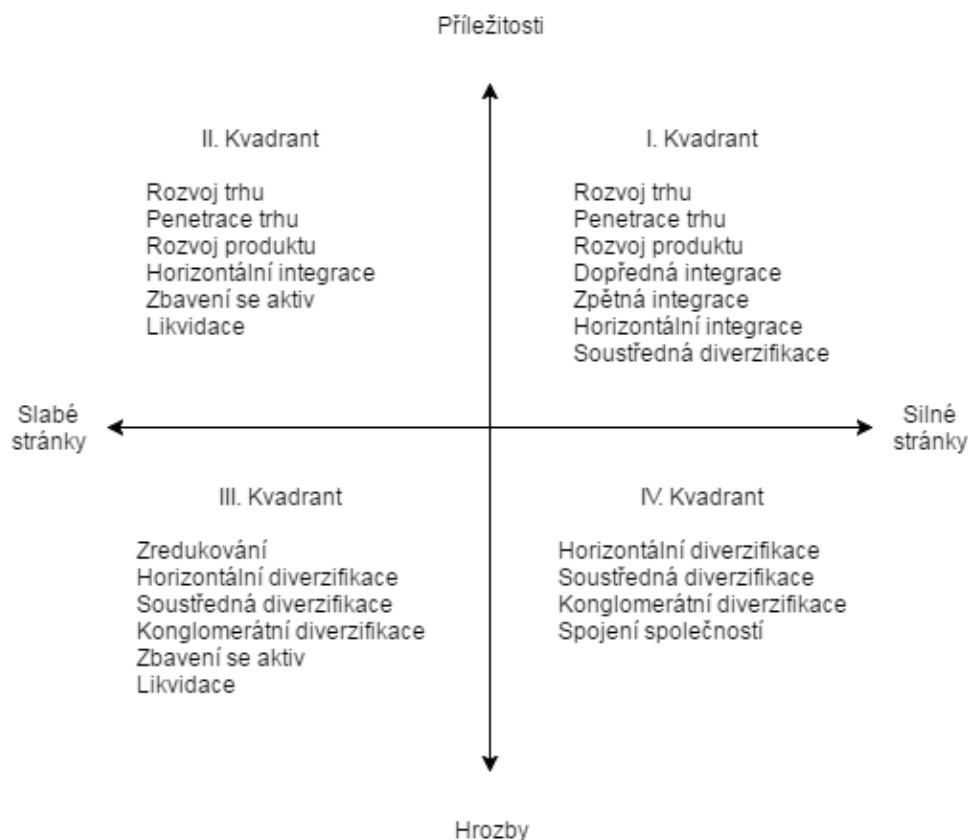 Příležitosti
II. Kvadrant
Rozvoj trhu
Penetrace trhu
Rozvoj produktu
Horizontální integrace
Zbavení se aktiv
Likvidace
I. Kvadrant
Rozvoj trhu
Penetrace trhu
Rozvoj produktu
Dopředná integrace
Zpětná integrace
Horizontální integrace
Soustředná diverzifikace
Slabé
stránky
Silné
stránky
III. Kvadrant
Zredukování
Horizontální diverzifikace
Soustředná diverzifikace
Konglomerátní diverzifikace
Zbavení se aktiv
Likvidace
IV. Kvadrant
Horizontální diverzifikace
Soustředná diverzifikace
Konglomerátní diverzifikace
Spojení společností
Hrozby